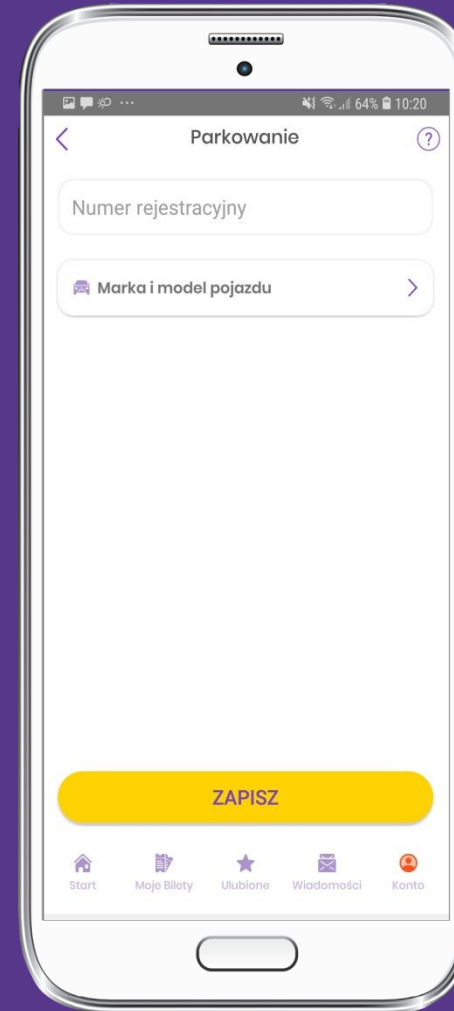 64% 10:20
Parkowanie ?
Numer rejestracyjny
Marka i model pojazdu
ZAPISZ
Start Moje Bilety Ulubione Wiadomości Konto